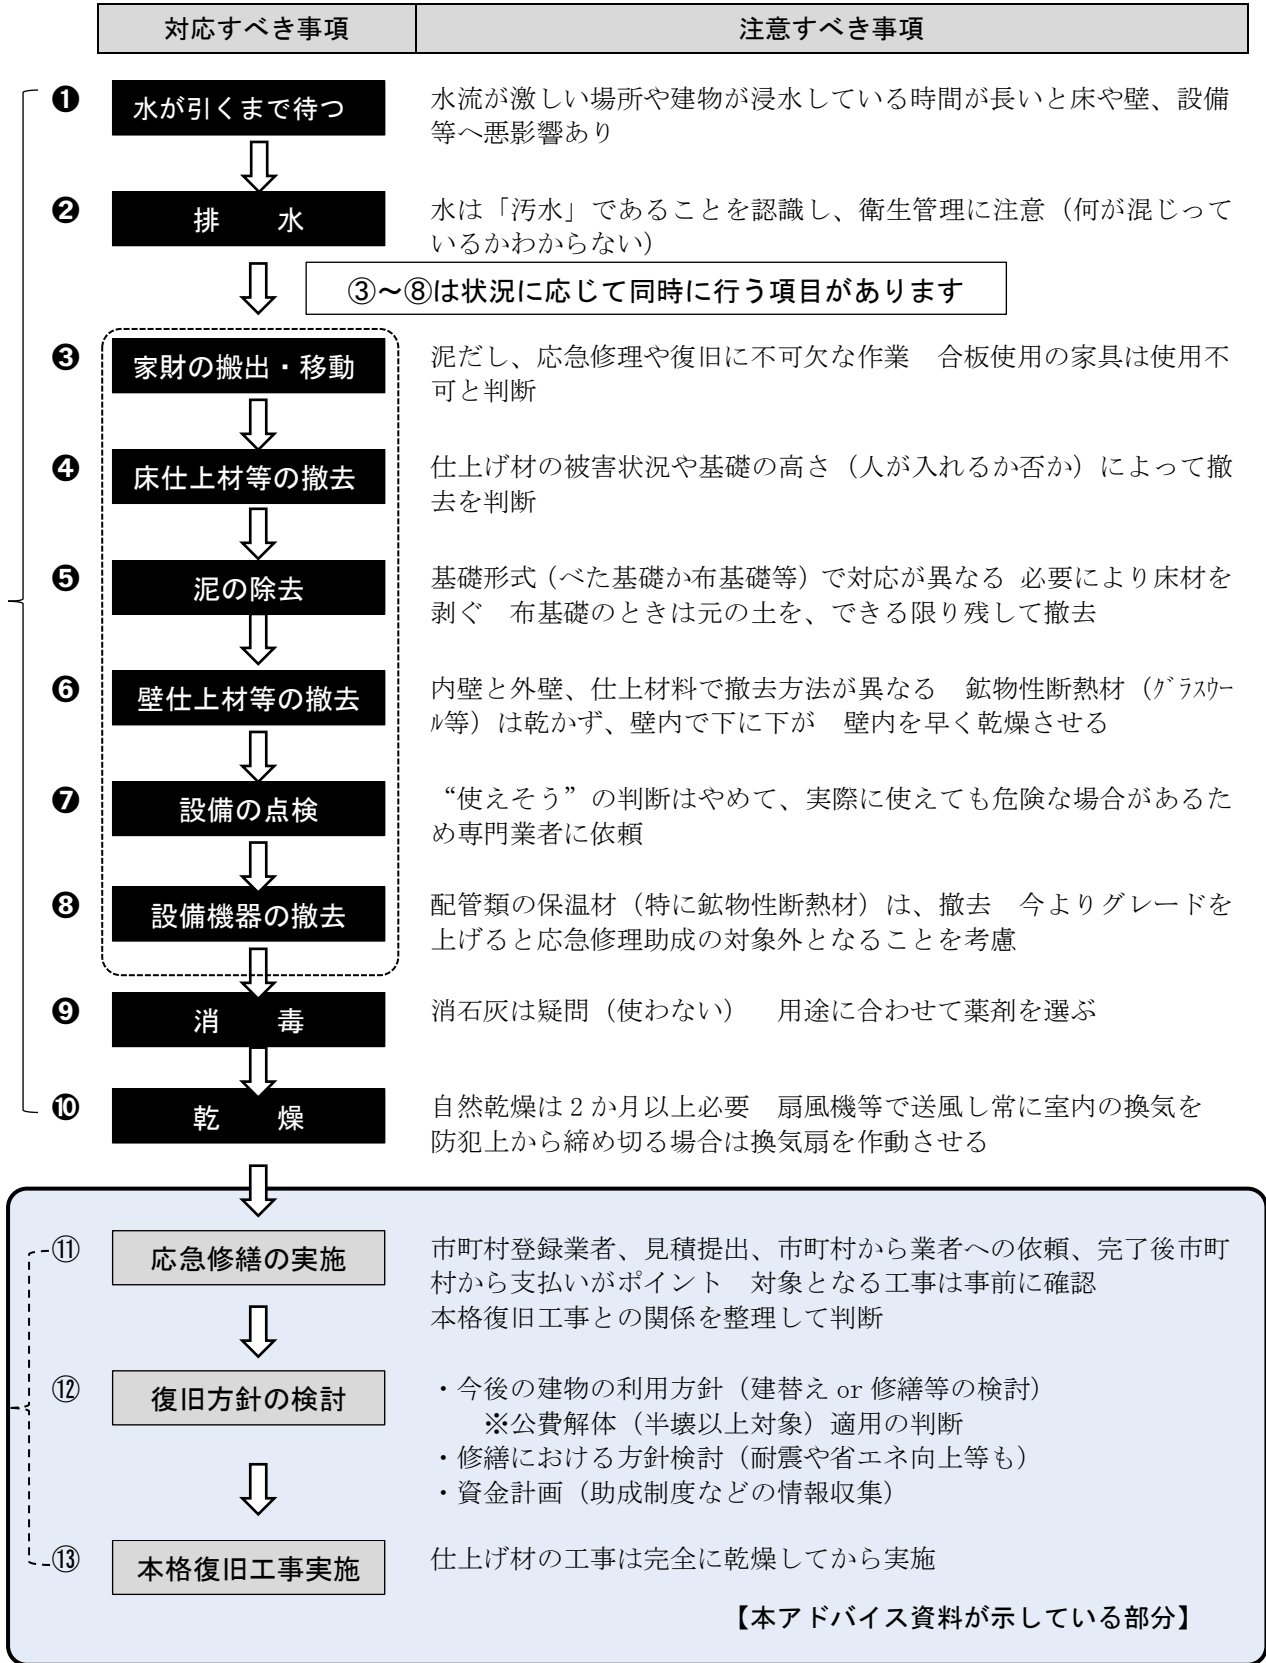 対応すべき事項 注意すべき事項
❶ 水が引くまで待つ 水流が激しい場所や建物が浸水している時間が長いと床や壁、設備
等へ悪影響あり
❷ 排　水 水は「汚水」であることを認識し、衛生管理に注意（何が混じって
いるかわからない）
③～⑧は状況に応じて同時に行う項目があります
❸ 家財の搬出・移動 泥だし、応急修理や復旧に不可欠な作業　合板使用の家具は使用不
可と判断
❹ 床仕上材等の撤去 仕上げ材の被害状況や基礎の高さ（人が入れるか否か）によって撤
去を判断
❺ 泥の除去 基礎形式（べた基礎か布基礎等）で対応が異なる 必要により床材を
剥ぐ　布基礎のときは元の土を、できる限り残して撤去
❻ 壁仕上材等の撤去 内壁と外壁、仕上材料で撤去方法が異なる　鉱物性断熱材（ｸﾞﾗｽｳｰ
ﾙ等）は乾かず、壁内で下に下が　壁内を早く乾燥させる
❼ 設備の点検 “使えそう”の判断はやめて、実際に使えても危険な場合があるた
め専門業者に依頼
❽ 設備機器の撤去 配管類の保温材（特に鉱物性断熱材）は、撤去　今よりグレードを
上げると応急修理助成の対象外となることを考慮
❾ 消　毒 消石灰は疑問（使わない）　用途に合わせて薬剤を選ぶ
❿ 乾　燥 自然乾燥は２か月以上必要　扇風機等で送風し常に室内の換気を
防犯上から締め切る場合は換気扇を作動させる
⑪ 応急修繕の実施 市町村登録業者、見積提出、市町村から業者への依頼、完了後市町
村から支払いがポイント　対象となる工事は事前に確認
本格復旧工事との関係を整理して判断
⑫ 復旧方針の検討 ・今後の建物の利用方針（建替え or 修繕等の検討）
※公費解体（半壊以上対象）適用の判断
・修繕における方針検討（耐震や省エネ向上等も）
・資金計画（助成制度などの情報収集）
⑬ 本格復旧工事実施 仕上げ材の工事は完全に乾燥してから実施
【本アドバイス資料が示している部分】